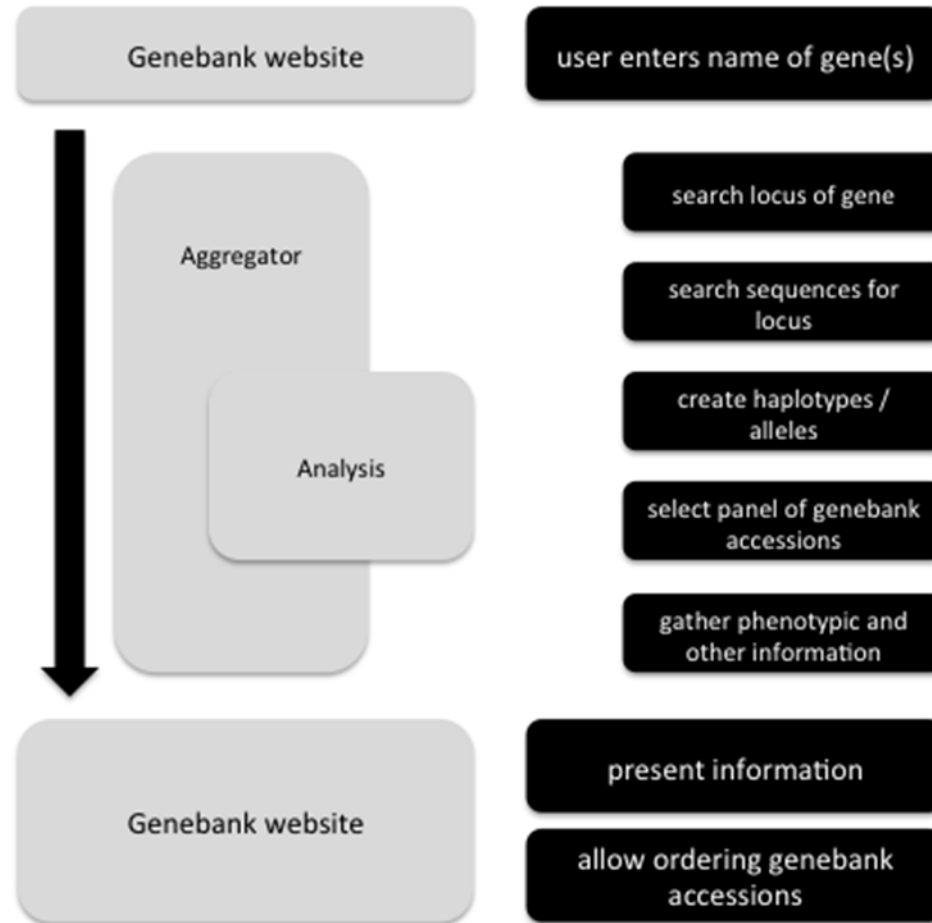 Genebank website
user enters name of gene(s)
Aggregator
Analysis
search locus of gene
search sequences for
locus
create haplotypes /
alleles
select panel of genebank
accessions
gather phenotypic and
other information
Genebank website
present information
allow ordering genebank
accessions